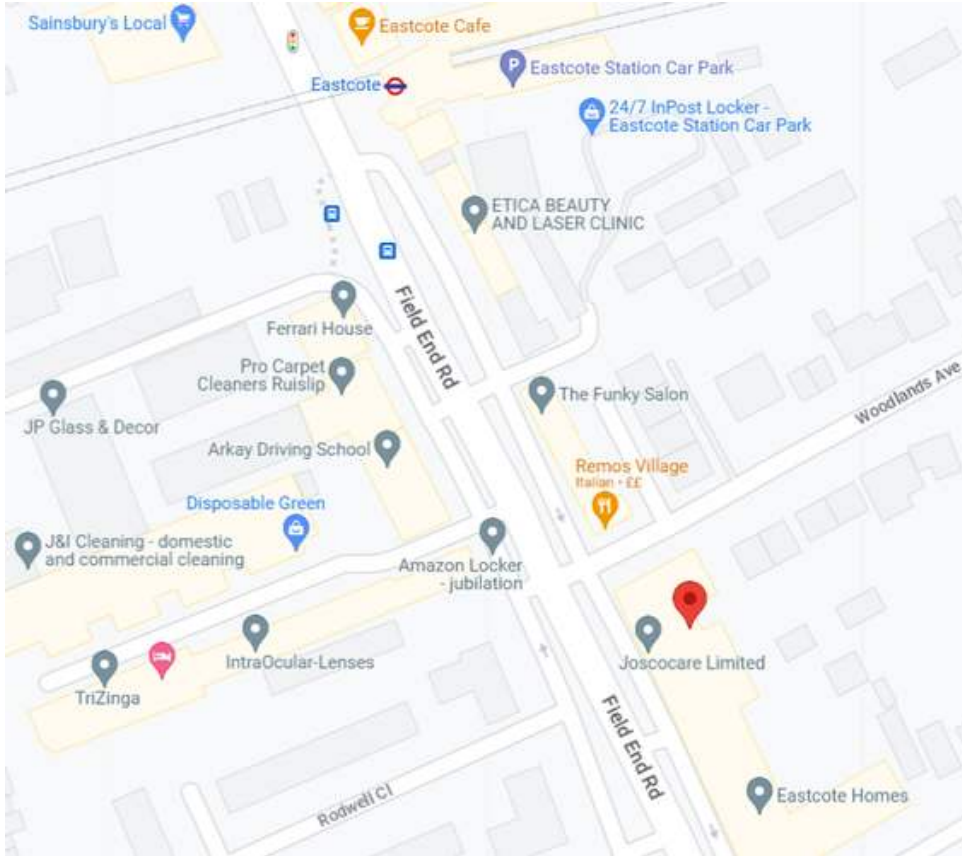 Sainsbury's Local
Eastcote Cafe
Eastcote
P
Eastcote Station Car Park
24/7 InPost Locker -
Eastcote Station Car Park
ETICA BEAUTY
AND LASER CLINIC
Field End Rd
Ferrari House
Pro Carpet
Cleaners Ruislip
The Funky Salon
Woodlands Ave
JP Glass & Decor
Arkay Driving School
Remos Village
Italian • ££
Disposable Green
J&I Cleaning - domestic
and commercial cleaning
Amazon Locker
- jubilation
IntraOcular-Lenses
Joscocare Limited
TriZinga
Field End Rd
Rodwell Cl
Eastcote Homes